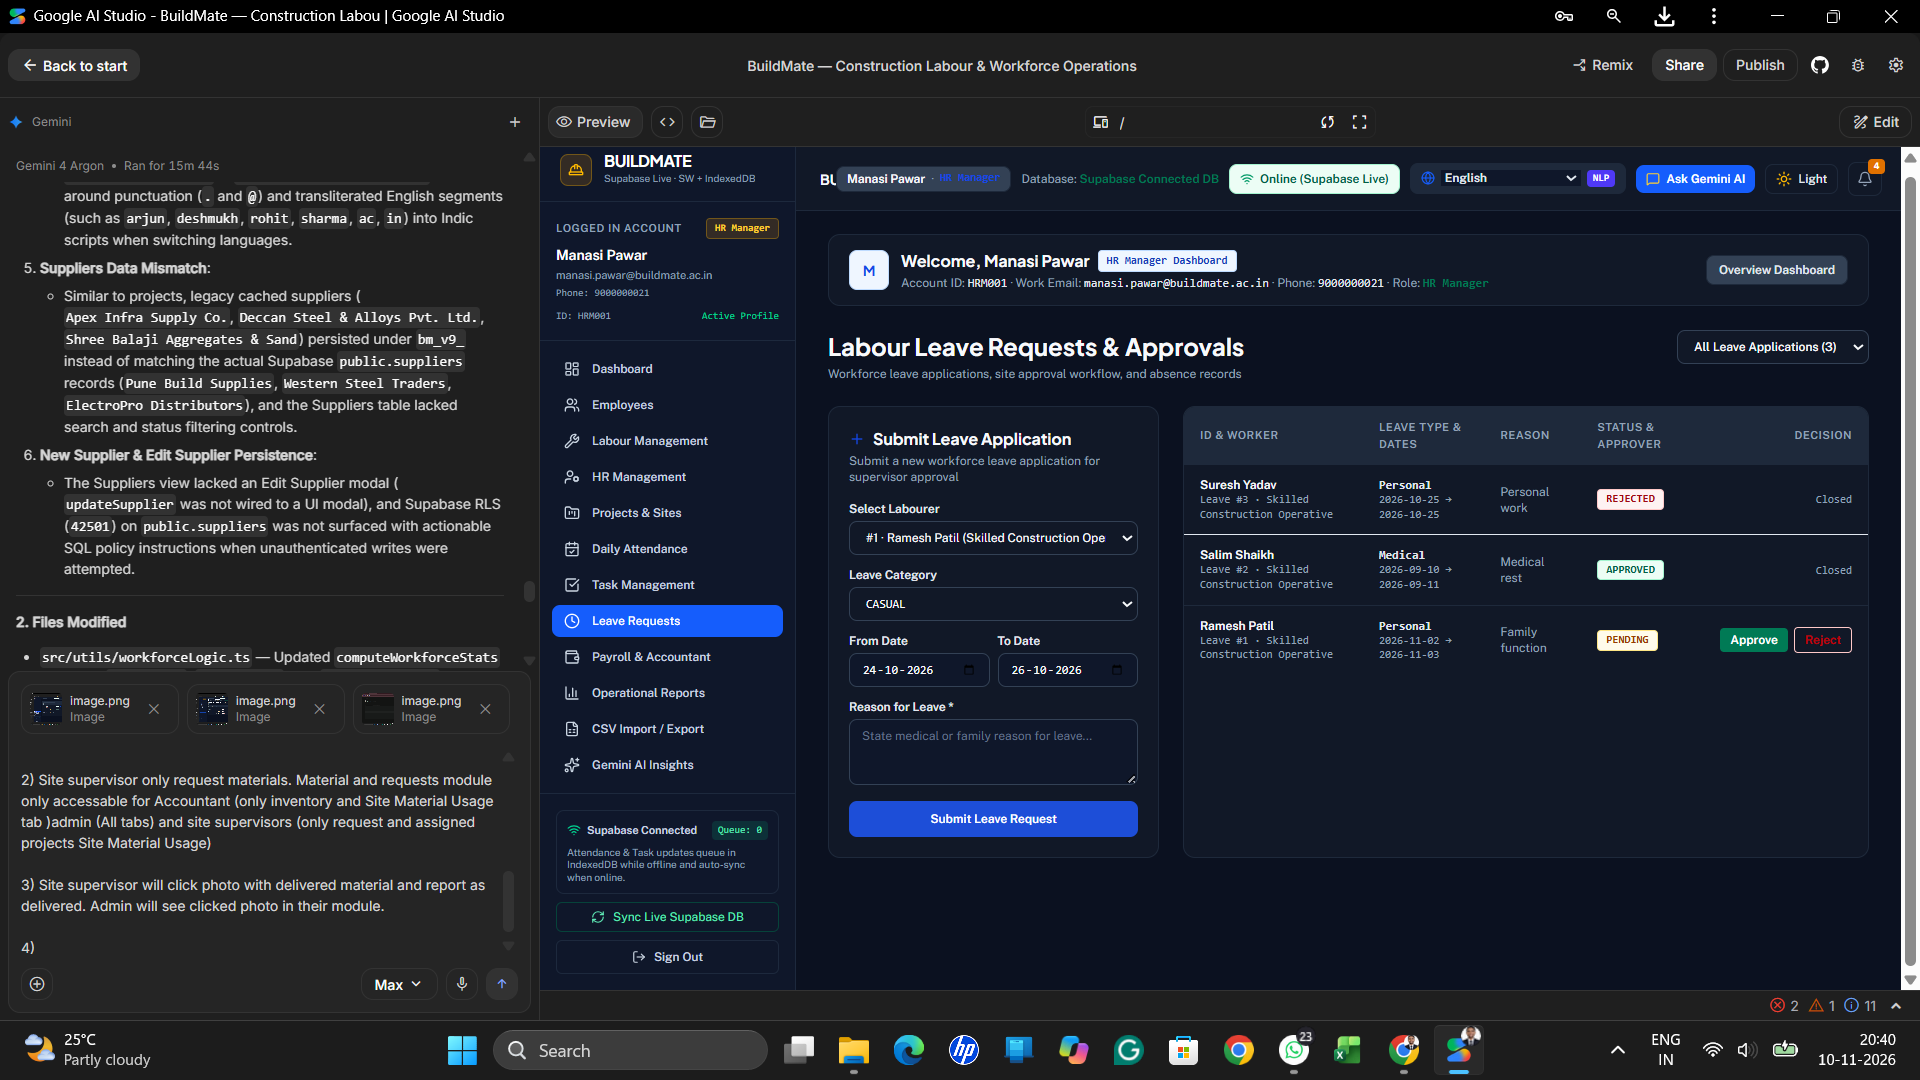 Google AI Studio - BuildMate — Construction Labou | Google AI Studio
Back to start
BuildMate — Construction Labour & Workforce Operations
Remix
Share
Publish
Gemini
Preview
/
Edit
Gemini 4 Argon • Ran for 15m 44s
around punctuation (. and @) and transliterated English segments
(such as arjun, deshmukh, rohit, sharma, ac, in) into Indic
scripts when switching languages.
5. Suppliers Data Mismatch:
Similar to projects, legacy cached suppliers (
Apex Infra Supply Co., Deccan Steel & Alloys Pvt. Ltd.,
Shree Balaji Aggregates & Sand) persisted under bm_v9_
instead of matching the actual Supabase public.suppliers
records (Pune Build Supplies, Western Steel Traders,
ElectroPro Distributors), and the Suppliers table lacked
search and status filtering controls.
6. New Supplier & Edit Supplier Persistence:
The Suppliers view lacked an Edit Supplier modal (
updateSupplier was not wired to a UI modal), and Supabase RLS
(42501) on public.suppliers was not surfaced with actionable
SQL policy instructions when unauthenticated writes were
attempted.
2. Files Modified
• src/utils/workforceLogic.ts — Updated computeWorkforceStats
image.png
Image
image.png
Image
image.png
Image
2) Site supervisor only request materials. Material and requests module
only accessable for Accountant (only inventory and Site Material Usage
tab )admin (All tabs) and site supervisors (only request and assigned
projects Site Material Usage)
3) Site supervisor will click photo with delivered material and report as
delivered. Admin will see clicked photo in their module.
4)
Max
BUILDMATE
Supabase Live · SW + IndexedDB
LOGGED IN ACCOUNT
HR Manager
Manasi Pawar
manasi.pawar@buildmate.ac.in
Phone: 9000000021
ID: HRM001
Active Profile
Dashboard
Employees
Labour Management
HR Management
Projects & Sites
Daily Attendance
Task Management
Leave Requests
Payroll & Accountant
Operational Reports
CSV Import / Export
Gemini AI Insights
Supabase Connected
Queue: 0
Attendance & Task updates queue in
IndexedDB while offline and auto-sync
when online.
Sync Live Supabase DB
Sign Out
BU
Manasi Pawar · HR Manager
Database: Supabase Connected DB
Online (Supabase Live)
English
NLP
Ask Gemini AI
Light
4
M
Welcome, Manasi Pawar
HR Manager Dashboard
Account ID: HRM001 · Work Email: manasi.pawar@buildmate.ac.in · Phone: 9000000021 · Role: HR Manager
Overview Dashboard
Labour Leave Requests & Approvals
Workforce leave applications, site approval workflow, and absence records
All Leave Applications (3)
Submit Leave Application
Submit a new workforce leave application for
supervisor approval
Select Labourer
#1 · Ramesh Patil (Skilled Construction Ope
Leave Category
CASUAL
From Date
To Date
24-10-2026
26-10-2026
Reason for Leave *
State medical or family reason for leave...
Submit Leave Request
ID & WORKER
LEAVE TYPE &
DATES
REASON
STATUS &
APPROVER
DECISION
Suresh Yadav
Leave #3 · Skilled
Construction Operative
Personal
2026-10-25 →
2026-10-25
Personal
work
REJECTED
Closed
Salim Shaikh
Leave #2 · Skilled
Construction Operative
Medical
2026-09-10 →
2026-09-11
Medical
rest
APPROVED
Closed
Ramesh Patil
Leave #1 · Skilled
Construction Operative
Personal
2026-11-02 →
2026-11-03
Family
function
PENDING
Approve
Reject
2
1
11
25°C
Partly cloudy
Search
hp
23
ENG
IN
20:40
10-11-2026